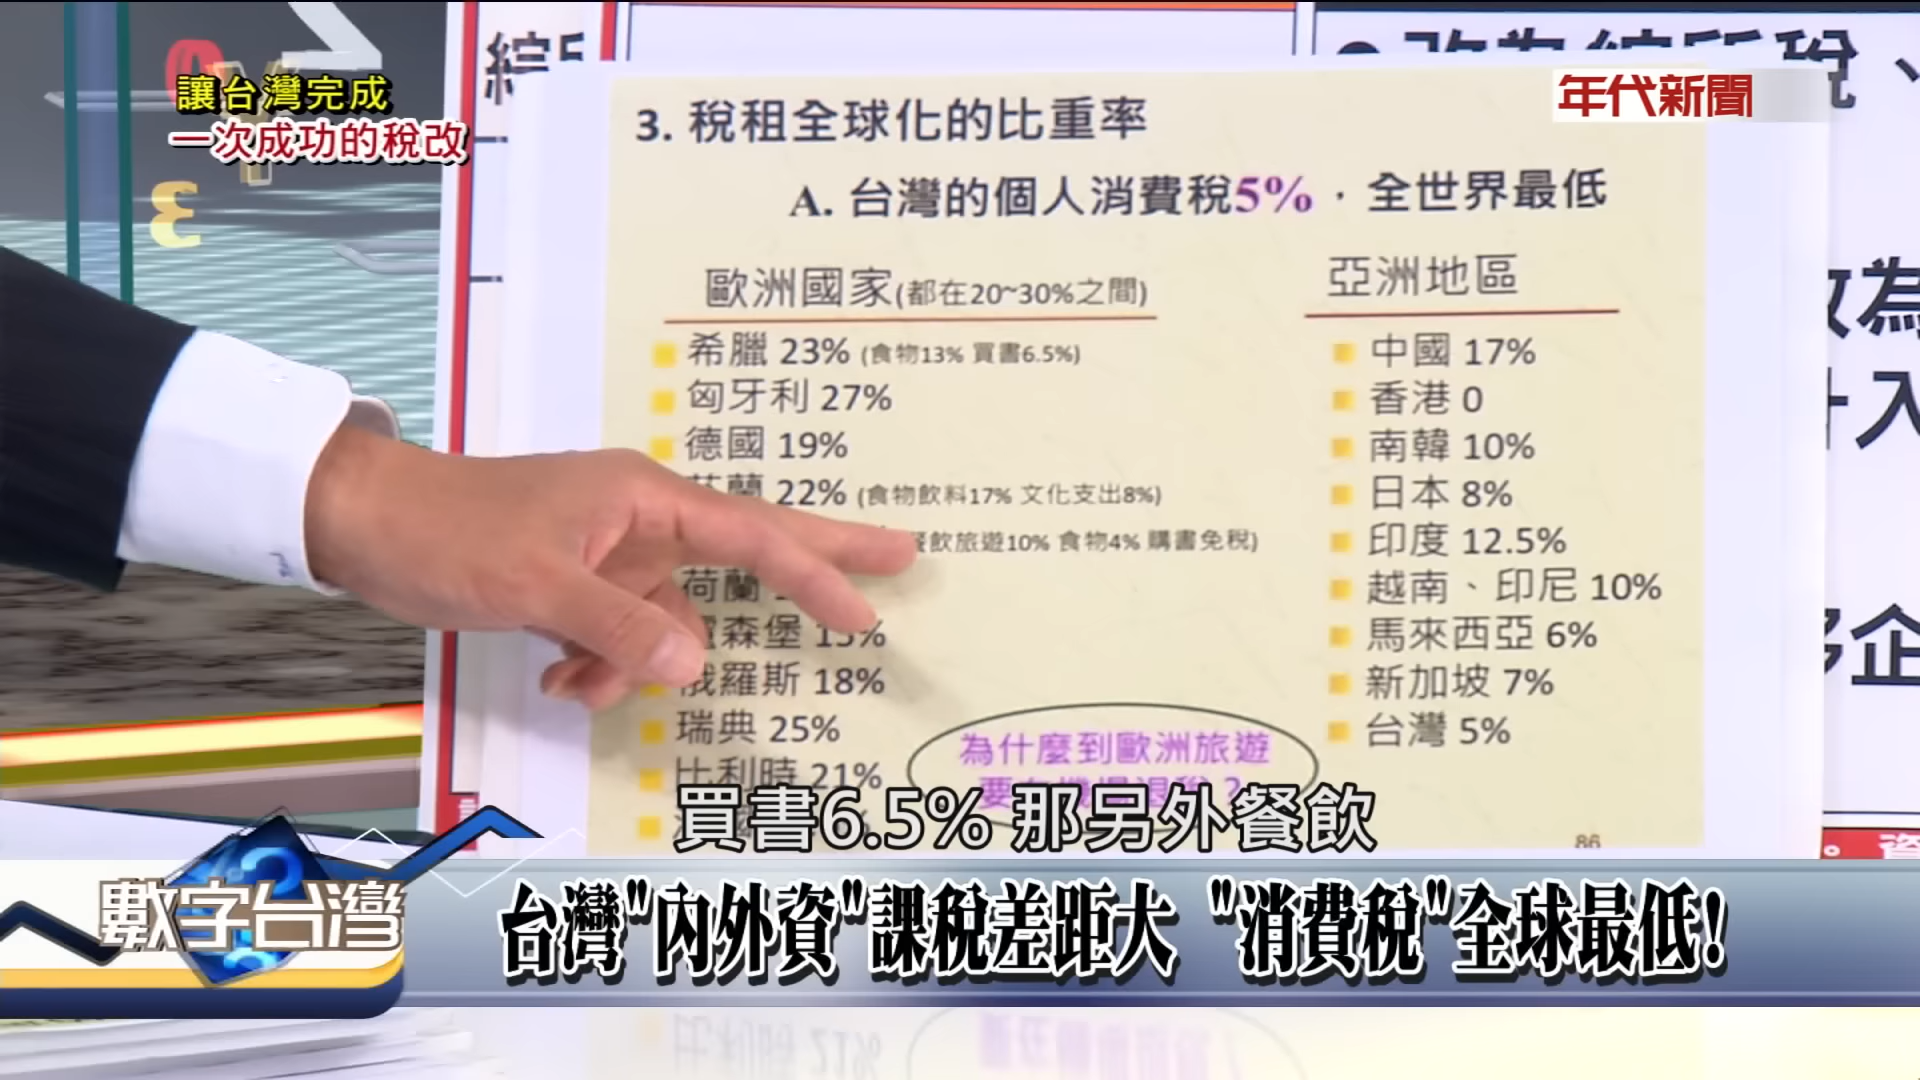 讓台灣完成
一次成功的稅改
年代新聞
3. 稅租全球化的比重率
A. 台灣的個人消費稅5%，全世界最低
歐洲國家(都在20~30%之間)
希臘 23% (食物13% 買書6.5%)
匈牙利 27%
德國 19%
蘭 22% (食物飲料17% 文化支出8%)
餐飲旅遊10% 食物4% 購書免稅)
荷蘭
盧森堡 15%
俄羅斯 18%
瑞典 25%
比利時 21%
亞洲地區
中國 17%
香港 0
南韓 10%
日本 8%
印度 12.5%
越南、印尼 10%
馬來西亞 6%
新加坡 7%
台灣 5%
為什麼到歐洲旅遊
86
買書6.5% 那另外餐飲
數字台灣
台灣"內外資"課稅差距大 "消費稅"全球最低!